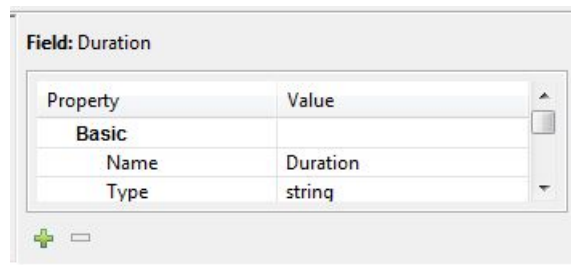 Field: Duration
Property Value
Basic
Name Duration
Type string